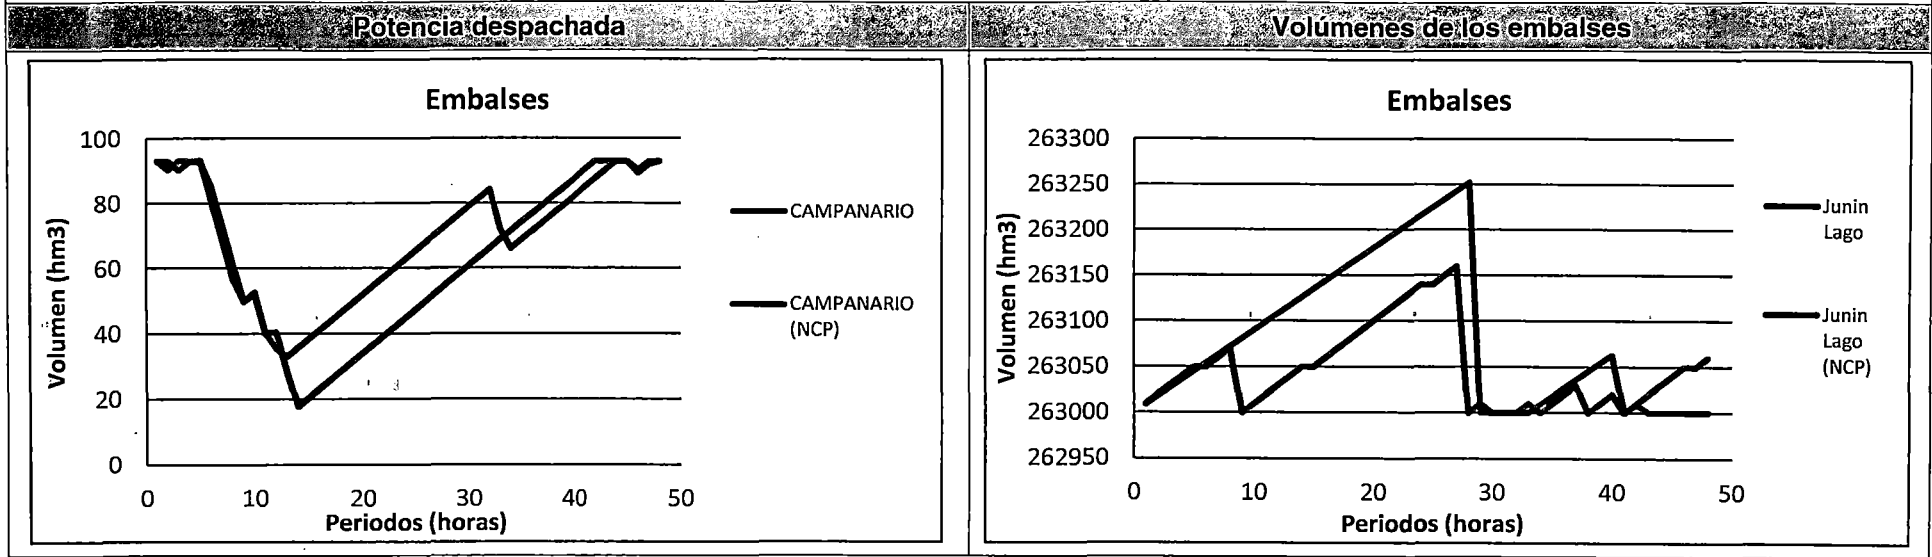 Potencia despachada
Volúmenes de los embalses
Embalses
Volumen (hm3)
100
80
60
40
20
0
0 10 20 30 40 50
Periodos (horas)
CAMPANARIO
CAMPANARIO
(NCP)
Embalses
Volumen (hm3)
263300
263250
263200
263150
263100
263050
263000
262950
0 10 20 30 40 50
Periodos (horas)
Junin
Lago
Junin
Lago
(NCP)